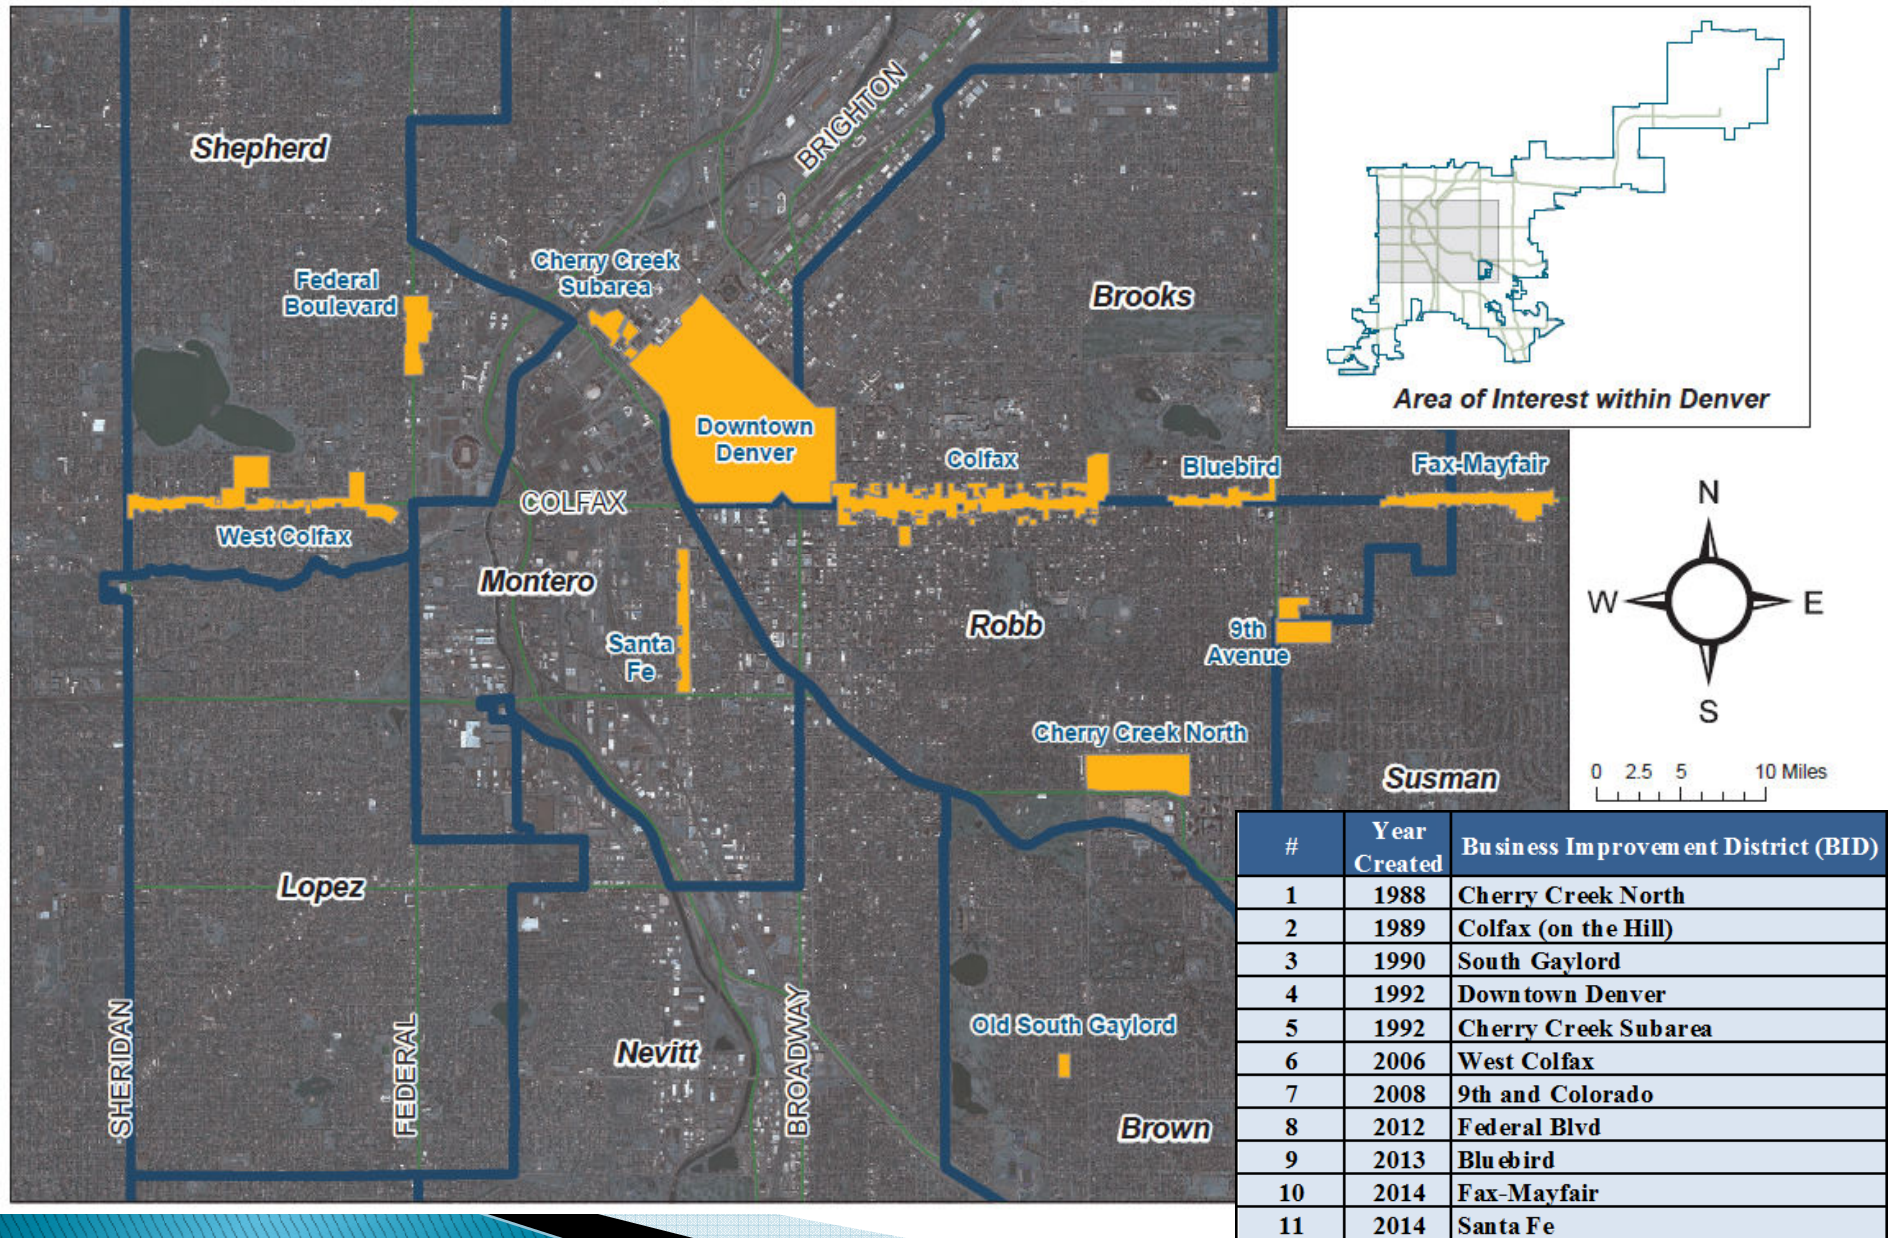 BRIGHTON
Shepherd
Cherry Creek
Subarea
Federal
Boulevard
Brooks
Area of Interest within Denver
Downtown
Denver
Colfax
Bluebird
Fax-Mayfair
COLFAX
West Colfax
N
W
E
S
Montero
Robb
Santa
Fe
9th
Avenue
Cherry Creek North
Susman
0 2.5 5 10 Miles
Lopez
SHERIDAN
FEDERAL
BROADWAY
Nevitt
Old South Gaylord
Brown
# Year Created Business Improvement District (BID)
1 1988 Cherry Creek North
2 1989 Colfax (on the Hill)
3 1990 South Gaylord
4 1992 Downtown Denver
5 1992 Cherry Creek Subarea
6 2006 West Colfax
7 2008 9th and Colorado
8 2012 Federal Blvd
9 2013 Bluebird
10 2014 Fax-Mayfair
11 2014 Santa Fe